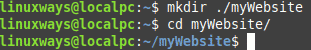 linuxways@localpc:~$ mkdir ./myWebsite
linuxways@localpc:~$ cd myWebsite/
linuxways@localpc:~/myWebsite$